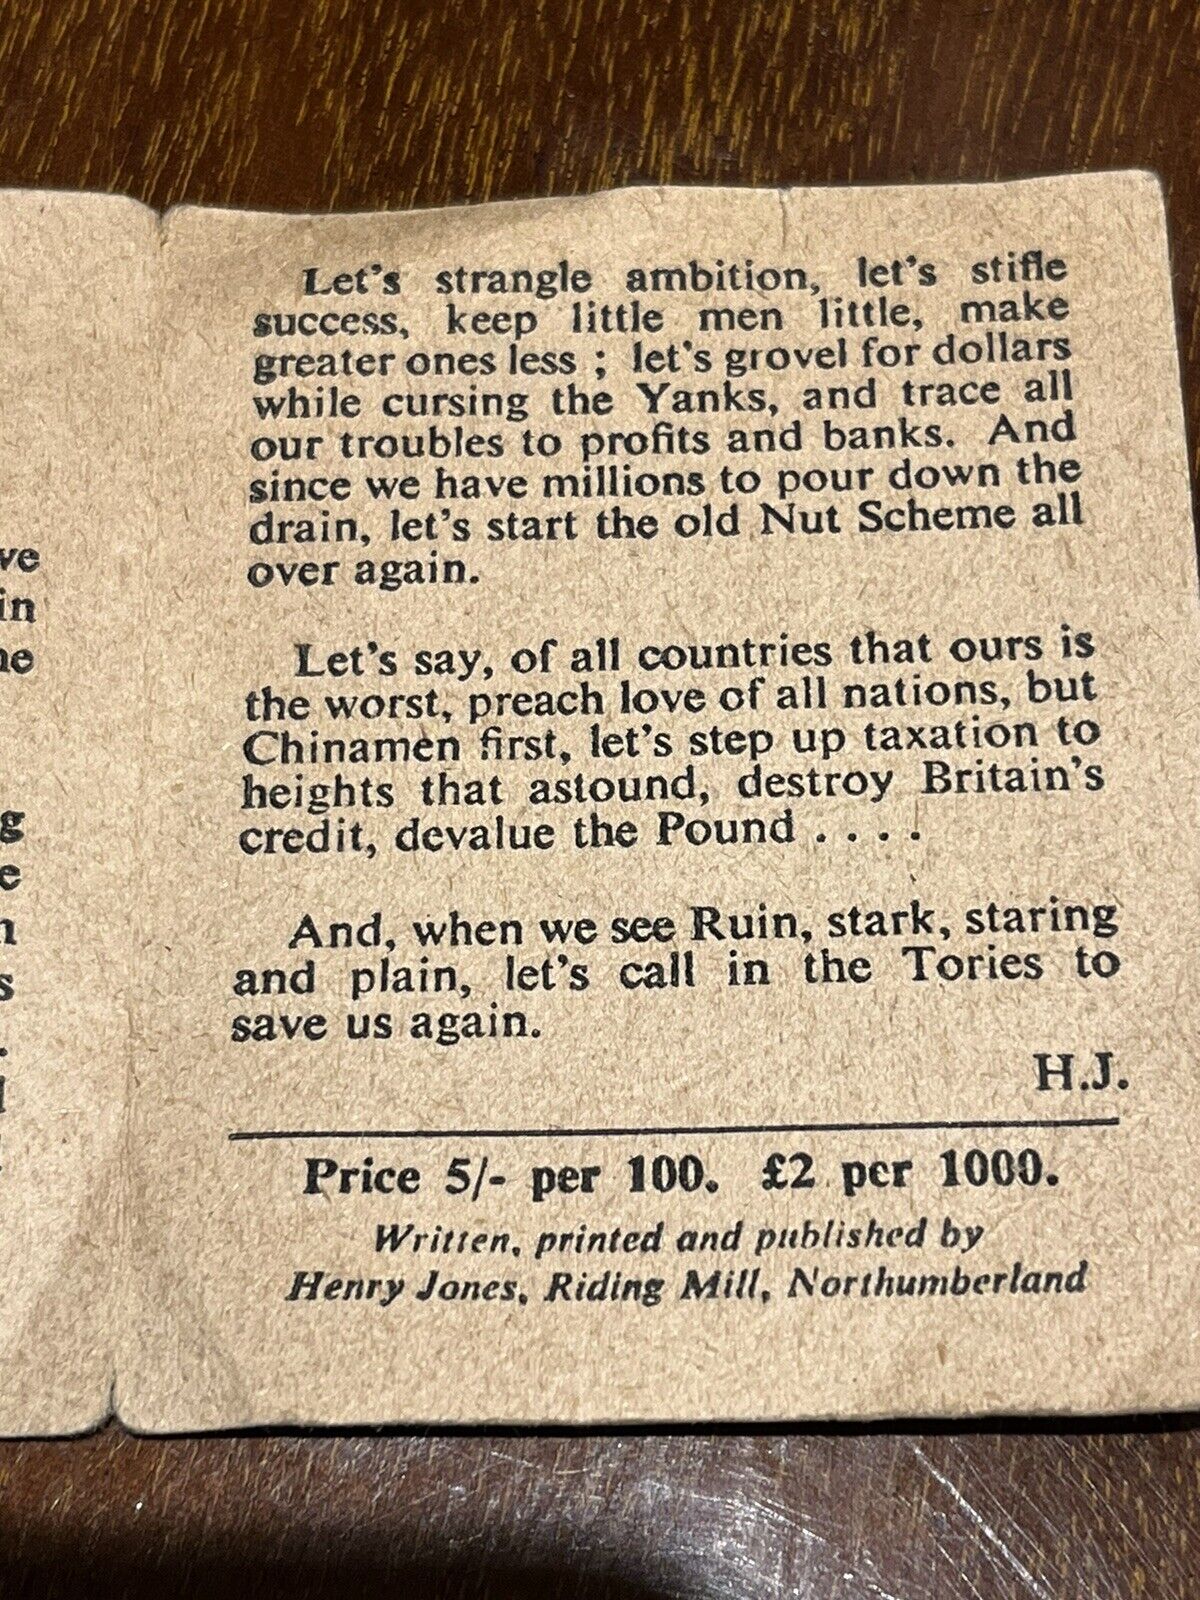 ve
in
ne
g
e
n
s
.
d
Let's strangle ambition, let's stifle
success, keep little men little, make
greater ones less ; let's grovel for dollars
while cursing the Yanks, and trace all
our troubles to profits and banks. And
since we have millions to pour down the
drain, let's start the old Nut Scheme all
over again.
Let's say, of all countries that ours is
the worst, preach love of all nations, but
Chinamen first, let's step up taxation to
heights that astound, destroy Britain's
credit, devalue the Pound . . . .
And, when we see Ruin, stark, staring
and plain, let's call in the Tories to
save us again.
H.J.
Price 5/- per 100. £2 per 1000.
Written, printed and published by
Henry Jones, Riding Mill, Northumberland